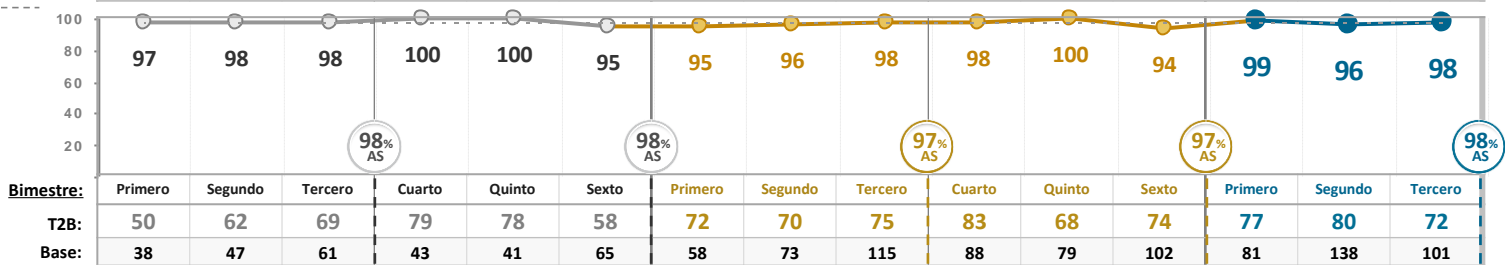 100
97 98 98 100 100 95 95 96 98 98 100 94 99 96 98
80
60
40
20
98% AS 98% AS 97% AS 97% AS 98% AS
Bimestre: Primero Segundo Tercero Cuarto Quinto Sexto Primero Segundo Tercero Cuarto Quinto Sexto Primero Segundo Tercero
T2B: 50 62 69 79 78 58 72 70 75 83 68 74 77 80 72
Base: 38 47 61 43 41 65 58 73 115 88 79 102 81 138 101